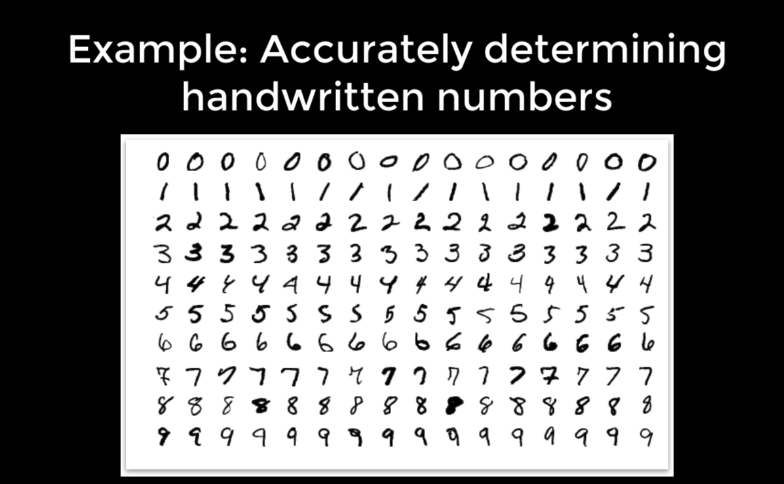 Example: Accurately determining
handwritten numbers
0 0 0 0 0 0 0 0 0 0 0 0 0 0 0 0
1 1 1 1 1 1 1 1 1 1 1 1 1 1 1 1
2 2 2 2 2 2 2 2 2 2 2 2 2 2 2 2
3 3 3 3 3 3 3 3 3 3 3 3 3 3 3 3
4 4 4 4 4 4 4 4 4 4 4 4 4 4 4 4
5 5 5 5 5 5 5 5 5 5 5 5 5 5 5 5
6 6 6 6 6 6 6 6 6 6 6 6 6 6 6 6
7 7 7 7 7 7 7 7 7 7 7 7 7 7 7 7
8 8 8 8 8 8 8 8 8 8 8 8 8 8 8 8
9 9 9 9 9 9 9 9 9 9 9 9 9 9 9 9